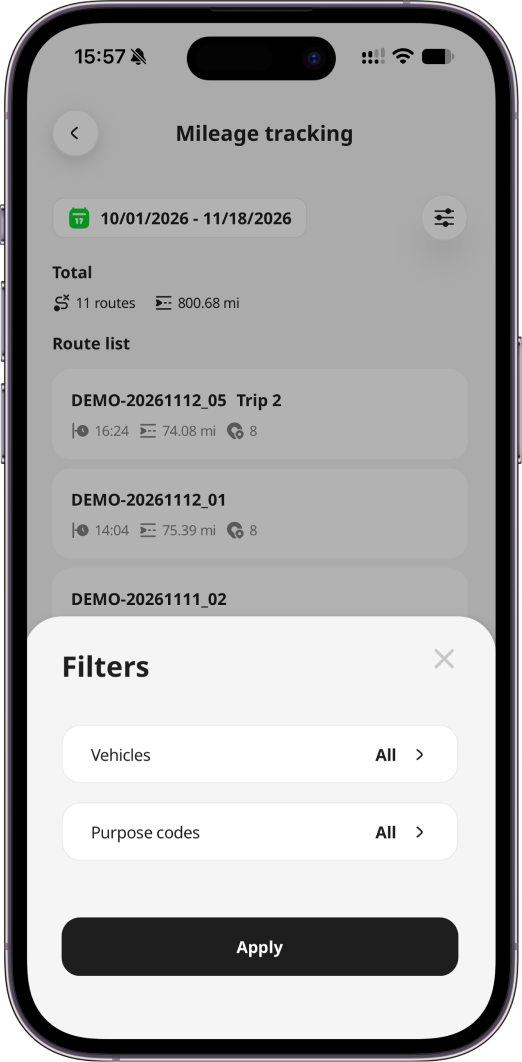 15:57
Mileage tracking
17 10/01/2026 - 11/18/2026
Total
11 routes 800.68 mi
Route list
DEMO-20261112_05 Trip 2
16:24 74.08 mi 8
DEMO-20261112_01
14:04 75.39 mi 8
DEMO-20261111_02
Filters
Vehicles All
Purpose codes All
Apply